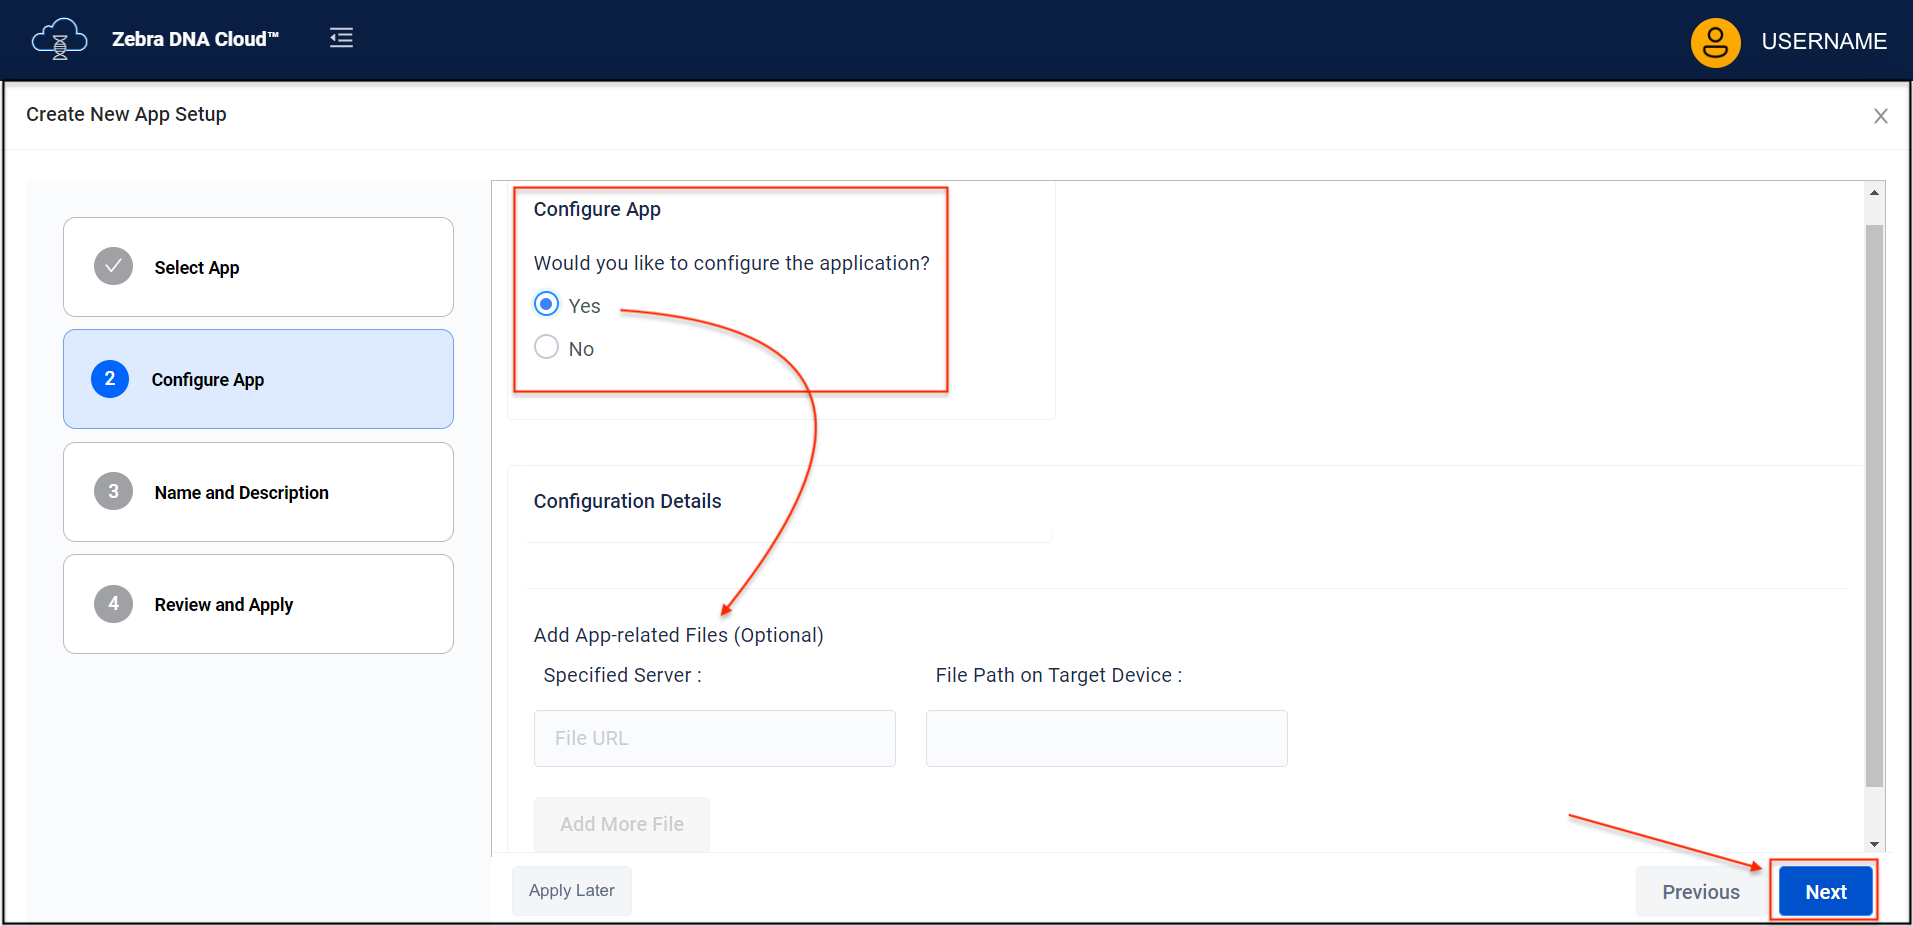 Zebra DNA Cloud™
USERNAME
Create New App Setup
X
Select App
2 Configure App
3 Name and Description
4 Review and Apply
Configure App
Would you like to configure the application?
Yes
No
Configuration Details
Add App-related Files (Optional)
Specified Server : File Path on Target Device :
File URL
Add More File
Apply Later Previous Next